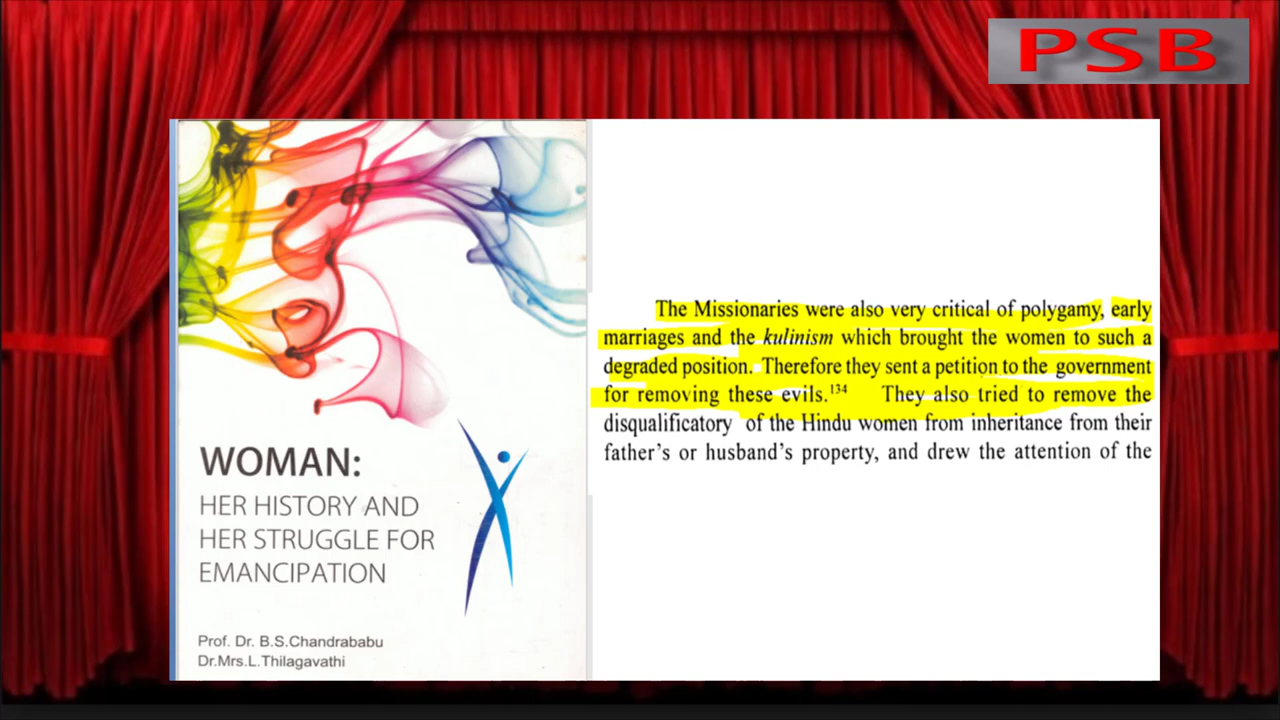 PSB
WOMAN:
HER HISTORY AND
HER STRUGGLE FOR
EMANCIPATION
Prof. Dr. B.S.Chandrababu
Dr.Mrs.L.Thilagavathi
The Missionaries were also very critical of polygamy, early
marriages and the kulinism which brought the women to such a
degraded position. Therefore they sent a petition to the government
for removing these evils.134 They also tried to remove the
disqualificatory of the Hindu women from inheritance from their
father's or husband's property, and drew the attention of the